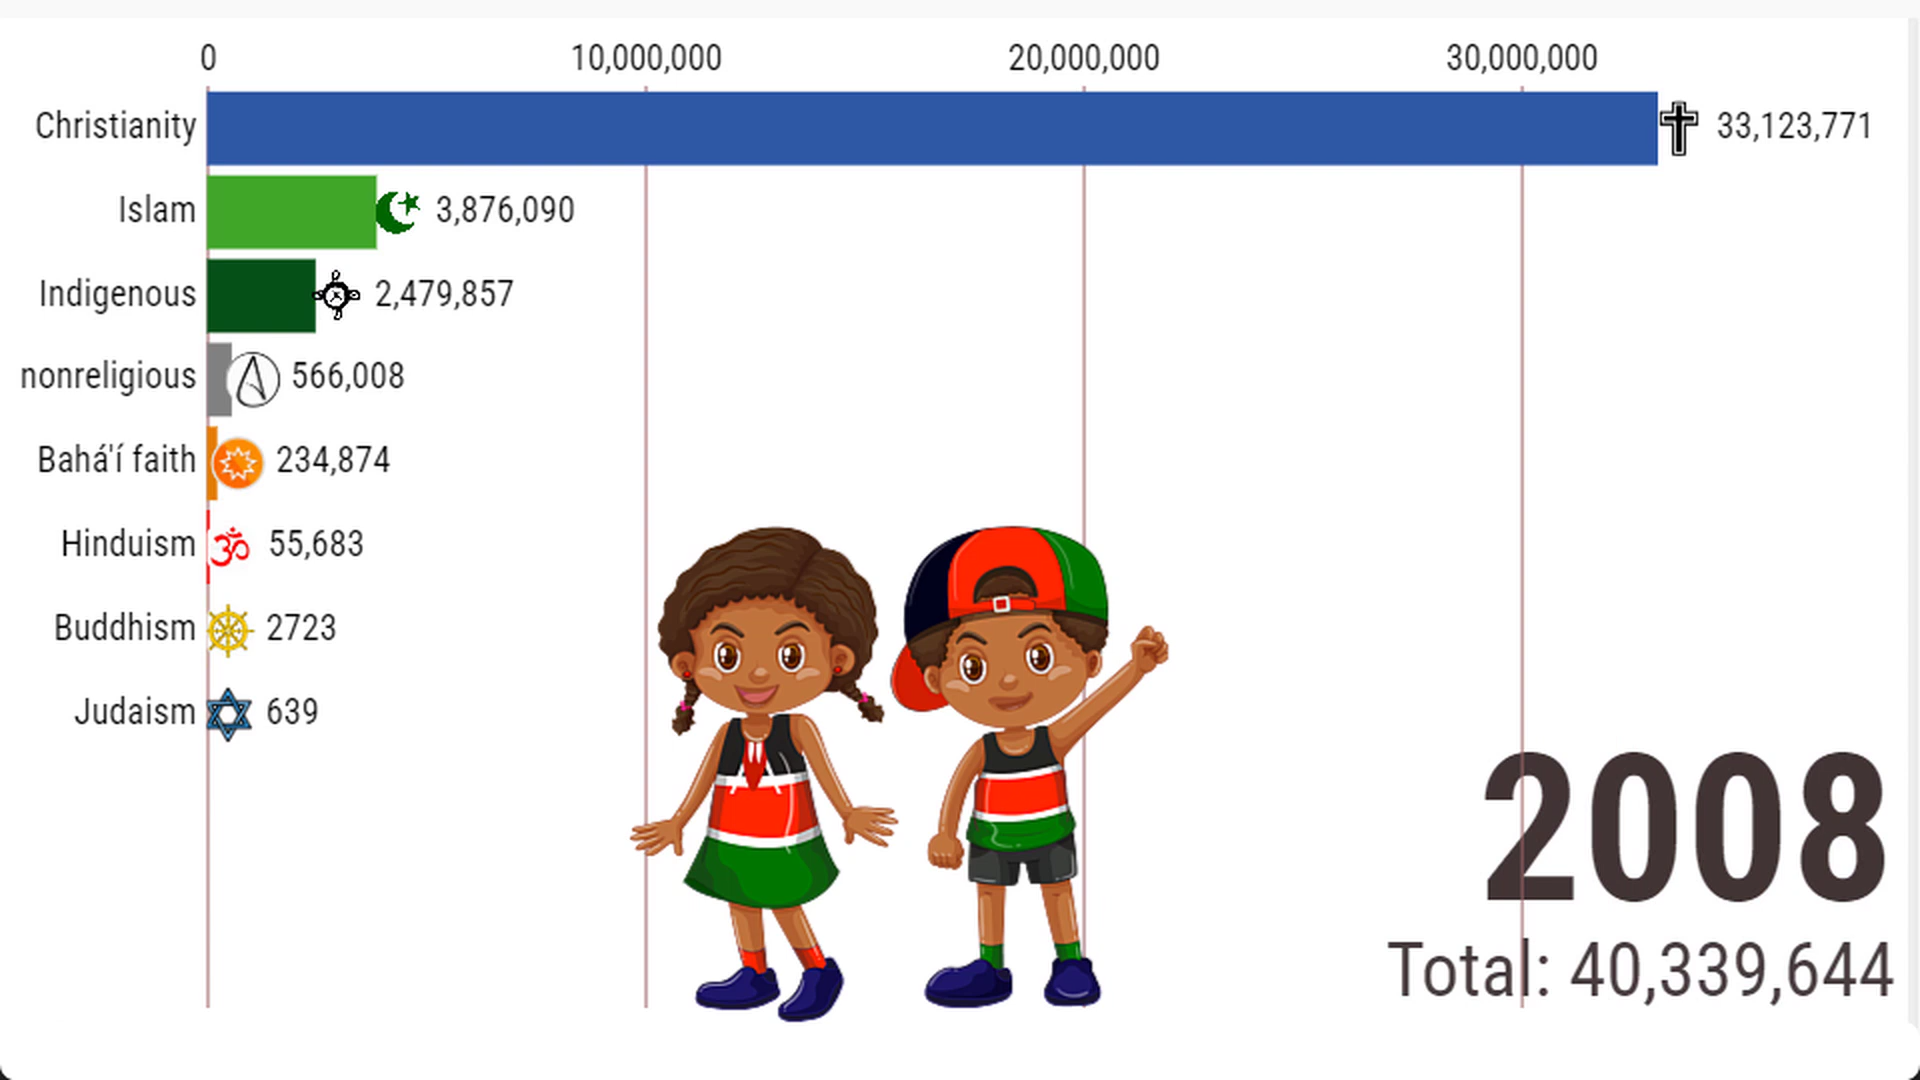 0 10,000,000 20,000,000 30,000,000
Christianity 33,123,771
Islam 3,876,090
Indigenous 2,479,857
nonreligious 566,008
Bahá'í faith 234,874
Hinduism ॐ 55,683
Buddhism 2723
Judaism 639
2008
Total: 40,339,644